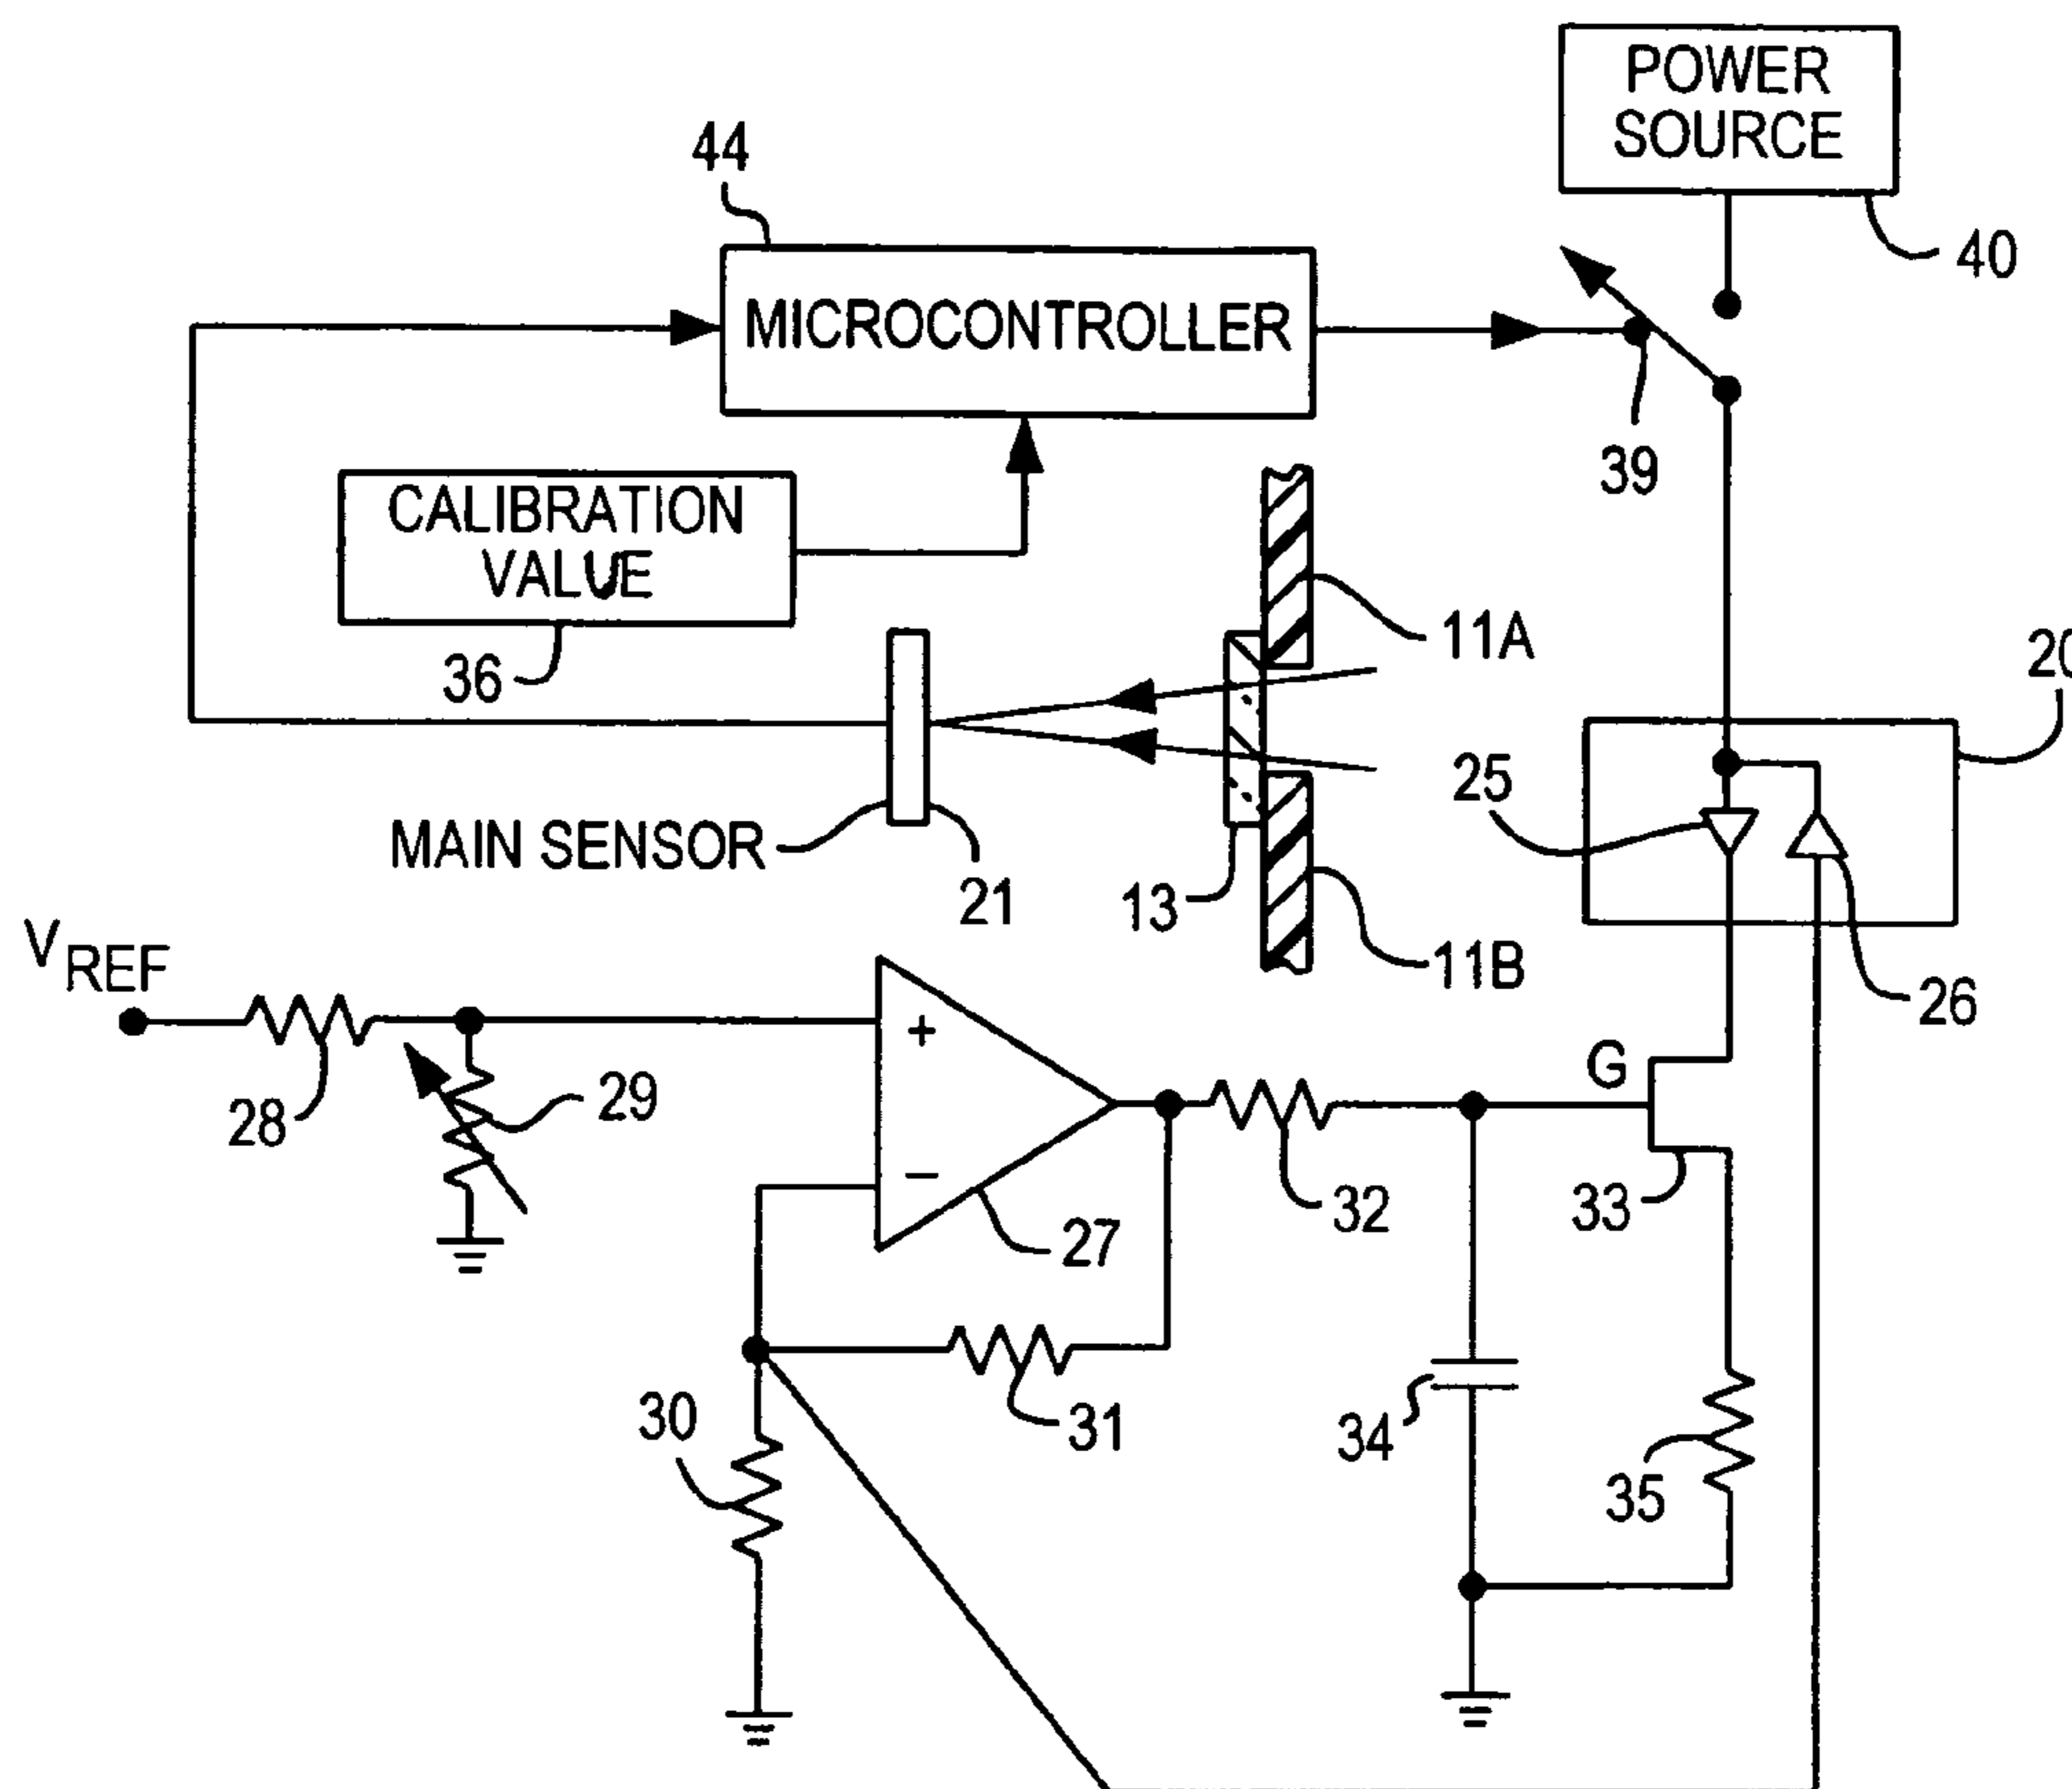 POWER
SOURCE
44
40
MICROCONTROLLER
39
CALIBRATION
VALUE
36
11A
20
25
MAIN SENSOR
21
13
11B
26
VREF
+
G
28
29
−
32
33
27
30
31
34
35